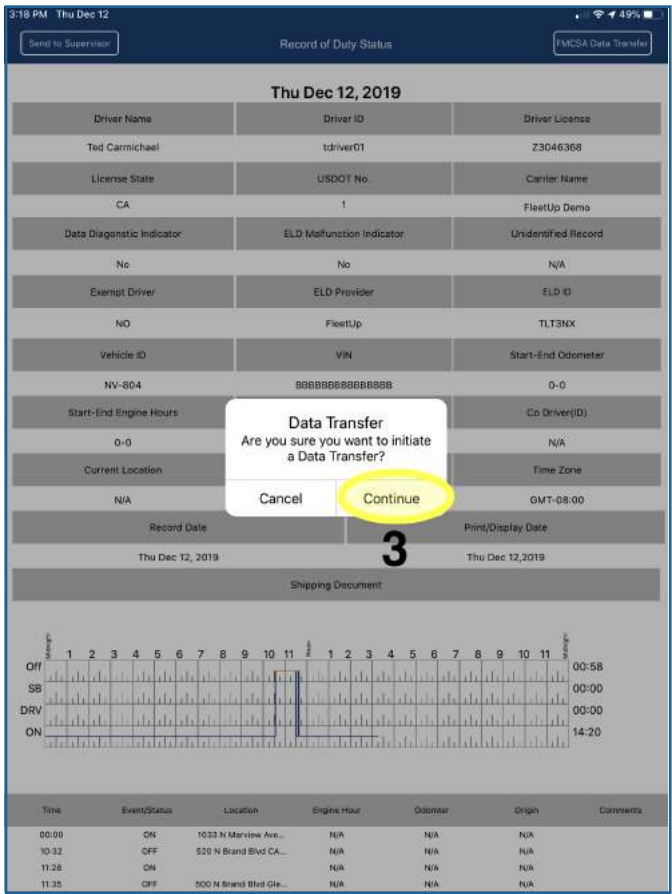 3:18 PM Thu Dec 12 49%
Send to Supervisor Record of Duty Status FMCSA Data Transfer
Thu Dec 12, 2019
Driver Name Driver ID Driver License
Ted Carmichael tdriver01 Z3046368
License State USDOT No. Carrier Name
CA 1 FleetUp Demo
Data Diagonstic Indicator ELD Malfunction Indicator Unidentified Record
No No N/A
Exempt Driver ELD Provider ELD ID
NO FleetUp TLT3NX
Vehicle ID VIN Start-End Odometer
NV-804 Start-End Engine Hours 0-0
Data Transfer Co Driver(ID)
0-0 Are you sure you want to initiate N/A
a Data Transfer?
Current Location Time Zone
N/A Cancel Continue GMT-08:00
Record Date Print/Display Date
3
Thu Dec 12, 2019 Thu Dec 12,2019
Shipping Document
Midnight 1 2 3 4 5 6 7 8 9 10 11 Noon 1 2 3 4 5 6 7 8 9 10 11 Midnight
Off 00:58
SB 00:00
DRV 00:00
ON 14:20
Time Event/Status Location Engine Hour Odomter Origin Comments
00:00 ON 1033 N Marview Ave... N/A N/A N/A
10:32 OFF 520 N Brand Blvd CA... N/A N/A N/A
11:28 ON N/A N/A N/A
11:35 OFF 500 N Brand Blvd Gle... N/A N/A N/A